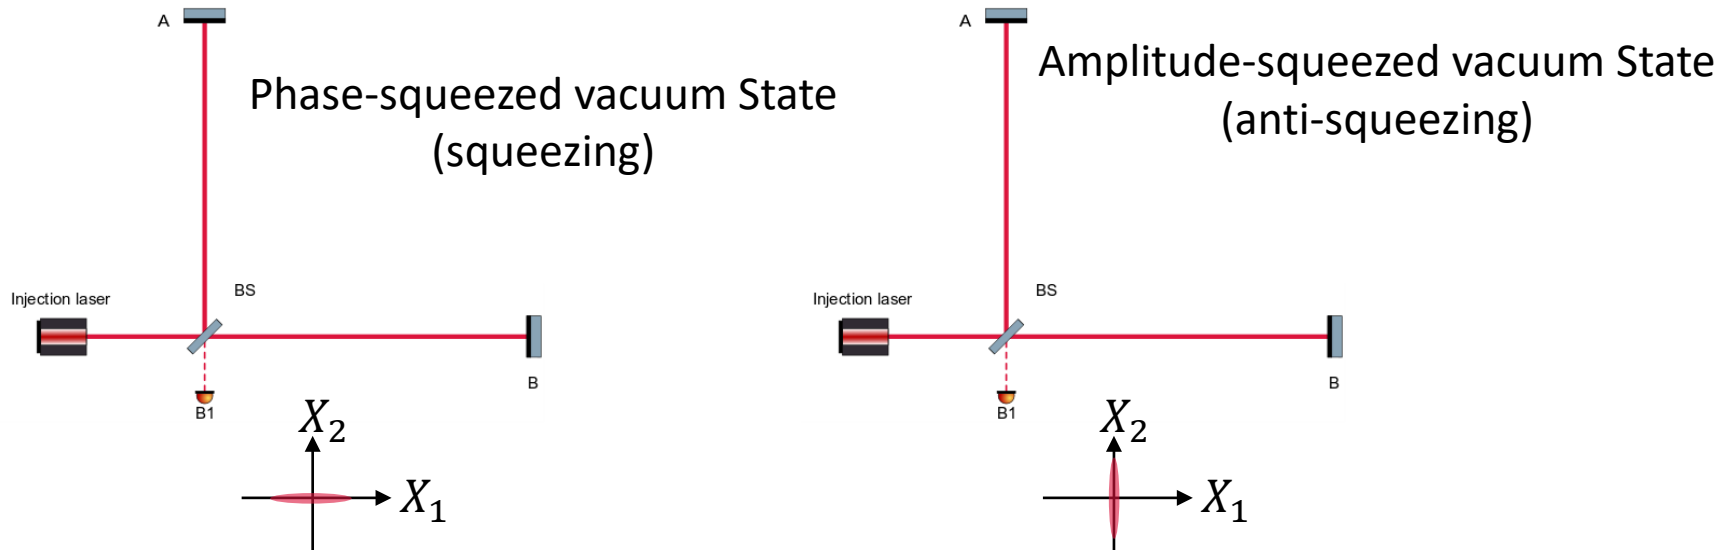 A
Phase-squeezed vacuum State
(squeezing)
Injection laser
BS
B
B1
X₂
X₁
A
Amplitude-squeezed vacuum State
(anti-squeezing)
Injection laser
BS
B
B1
X₂
X₁